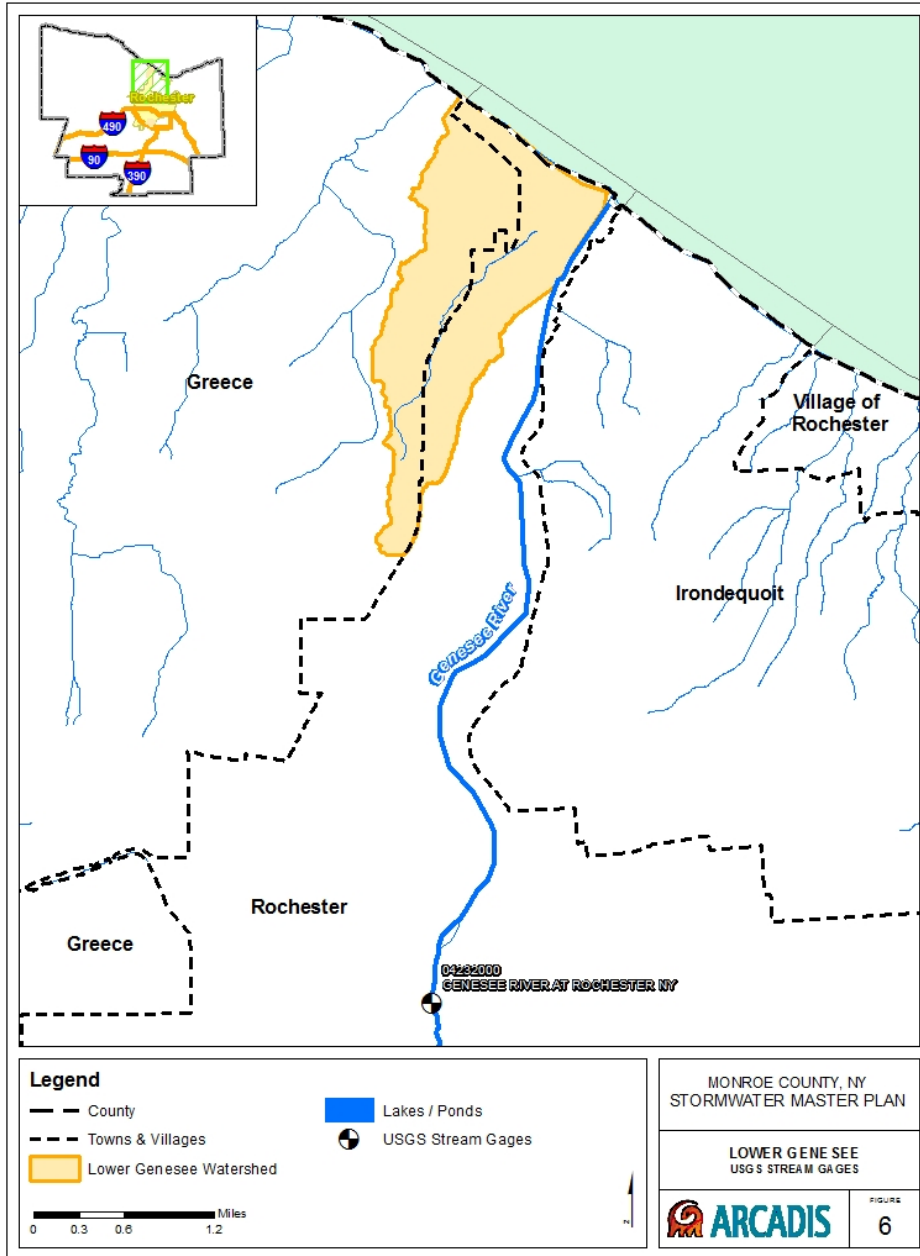 Rochester
490
90
390
Greece
Village of
Rochester
Irondequoit
Genesee River
Rochester
Greece
04232000
GENESEE RIVER AT ROCHESTER NY
Legend
County
Towns & Villages
Lower Genesee Watershed
Lakes / Ponds
USGS Stream Gages
Miles
0 0.3 0.6 1.2
N
MONROE COUNTY, NY
STORMWATER MASTER PLAN
LOWER GENESEE
USGS STREAM GAGES
ARCADIS
FIGURE
6